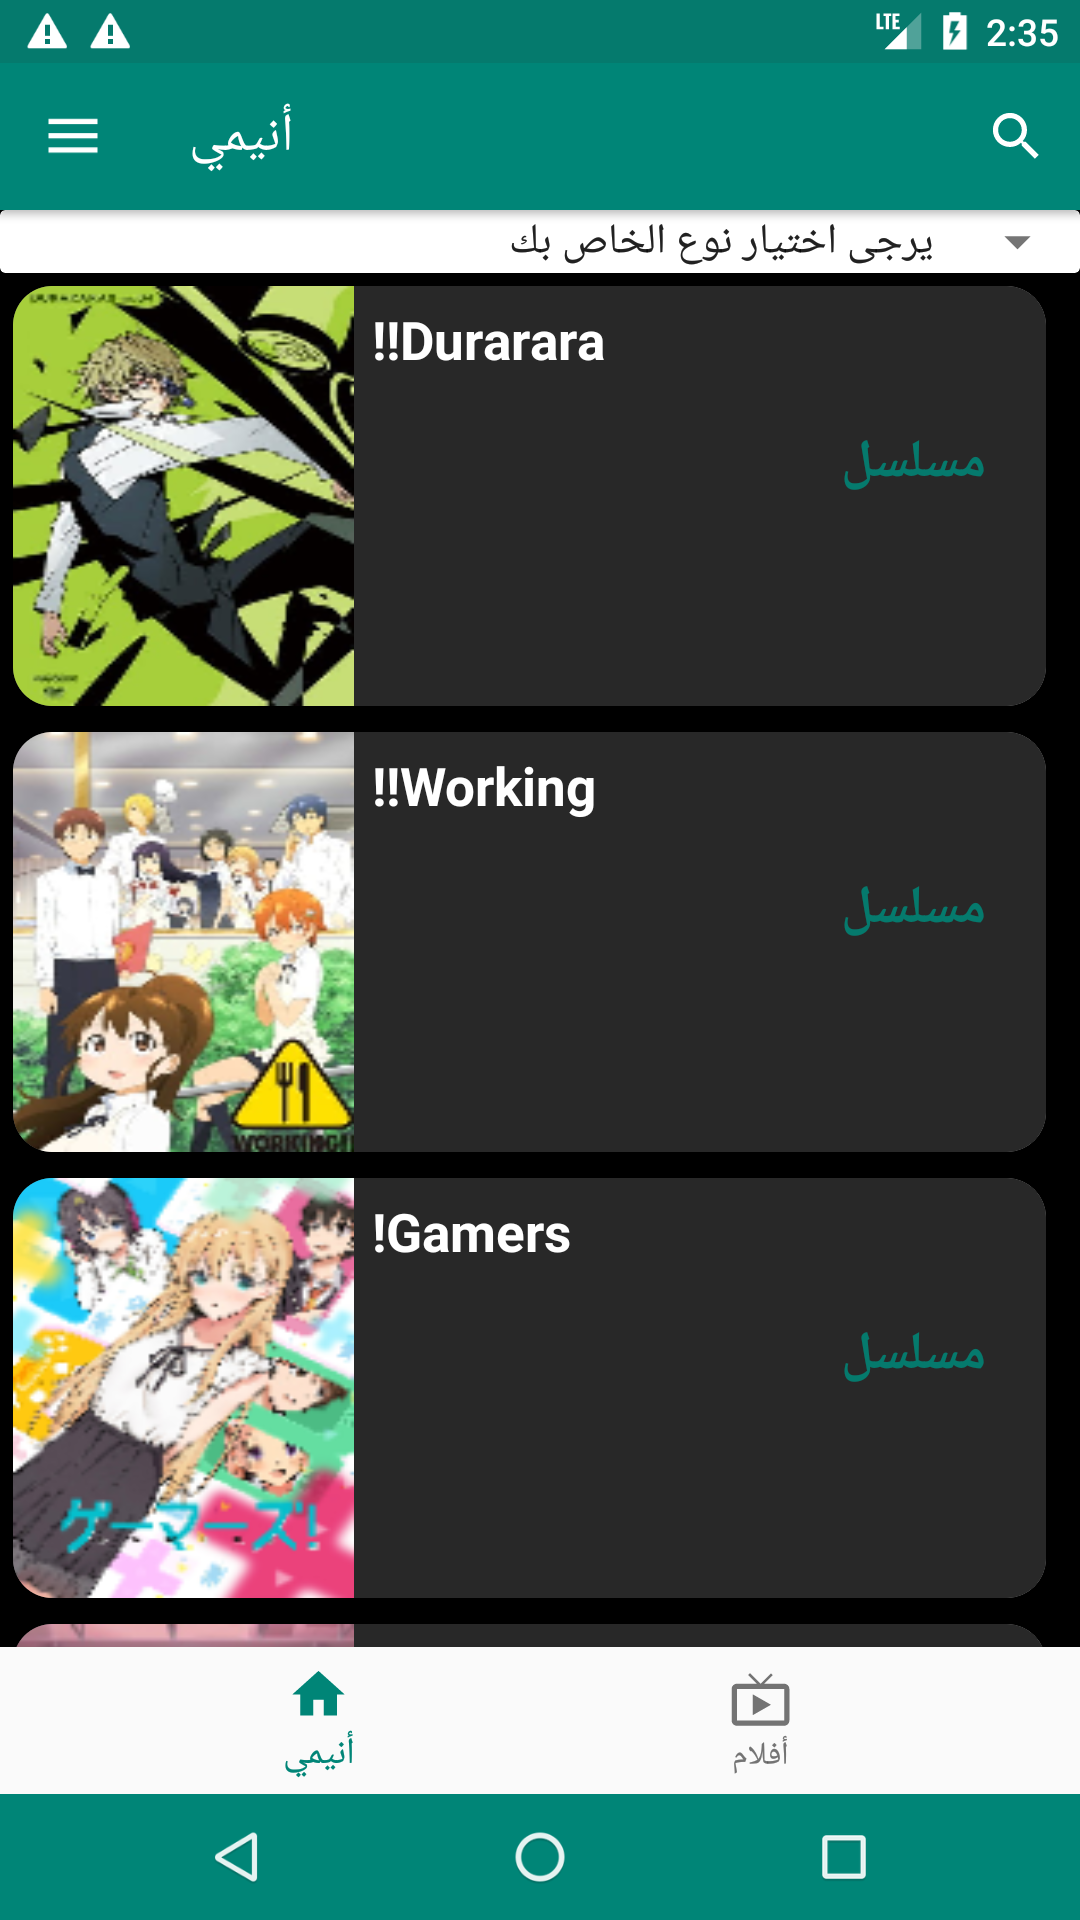 LTE 2:35
أنيمي
يرجى اختيار نوع الخاص بك
!!Durarara
مسلسل
!!Working
مسلسل
WORKING!!
!Gamers
مسلسل
ゲーマーズ!
أنيمي
أفلام